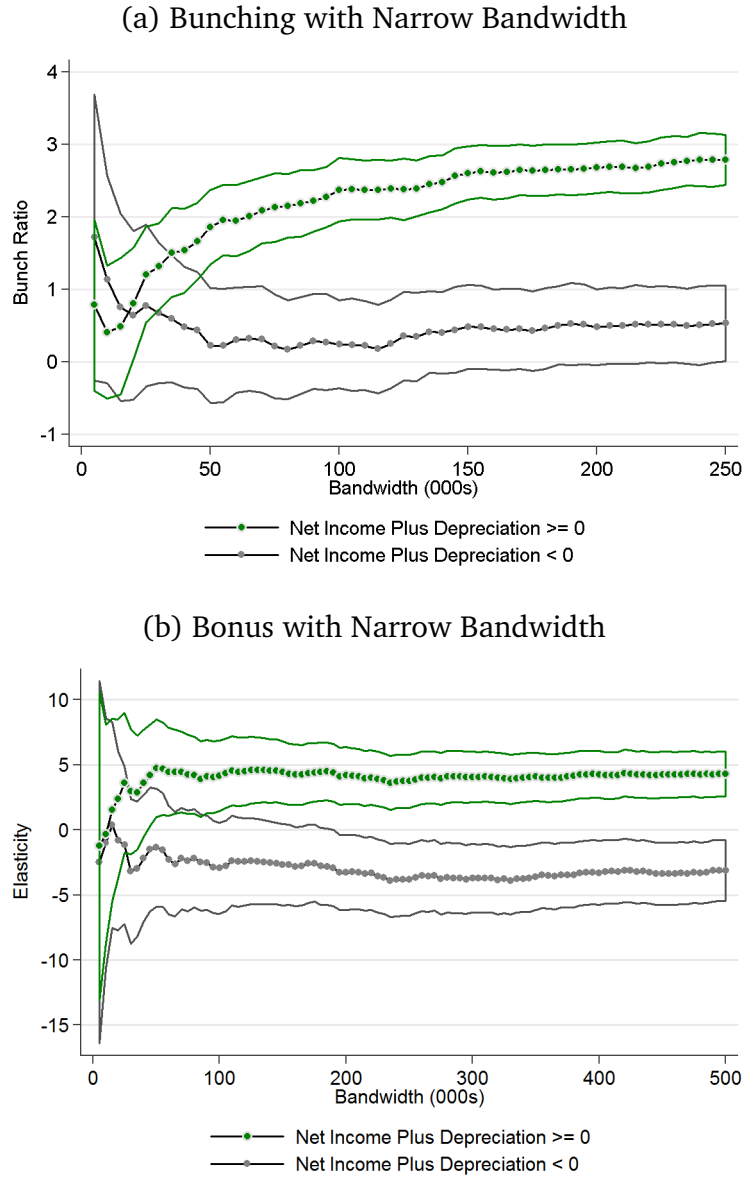 (a) Bunching with Narrow Bandwidth
4
3
2
1
0
-1
Bunch Ratio
0 50 100 150 200 250
Bandwidth (000s)
Net Income Plus Depreciation >= 0
Net Income Plus Depreciation < 0
(b) Bonus with Narrow Bandwidth
10
5
0
-5
-10
-15
Elasticity
0 100 200 300 400 500
Bandwidth (000s)
Net Income Plus Depreciation >= 0
Net Income Plus Depreciation < 0